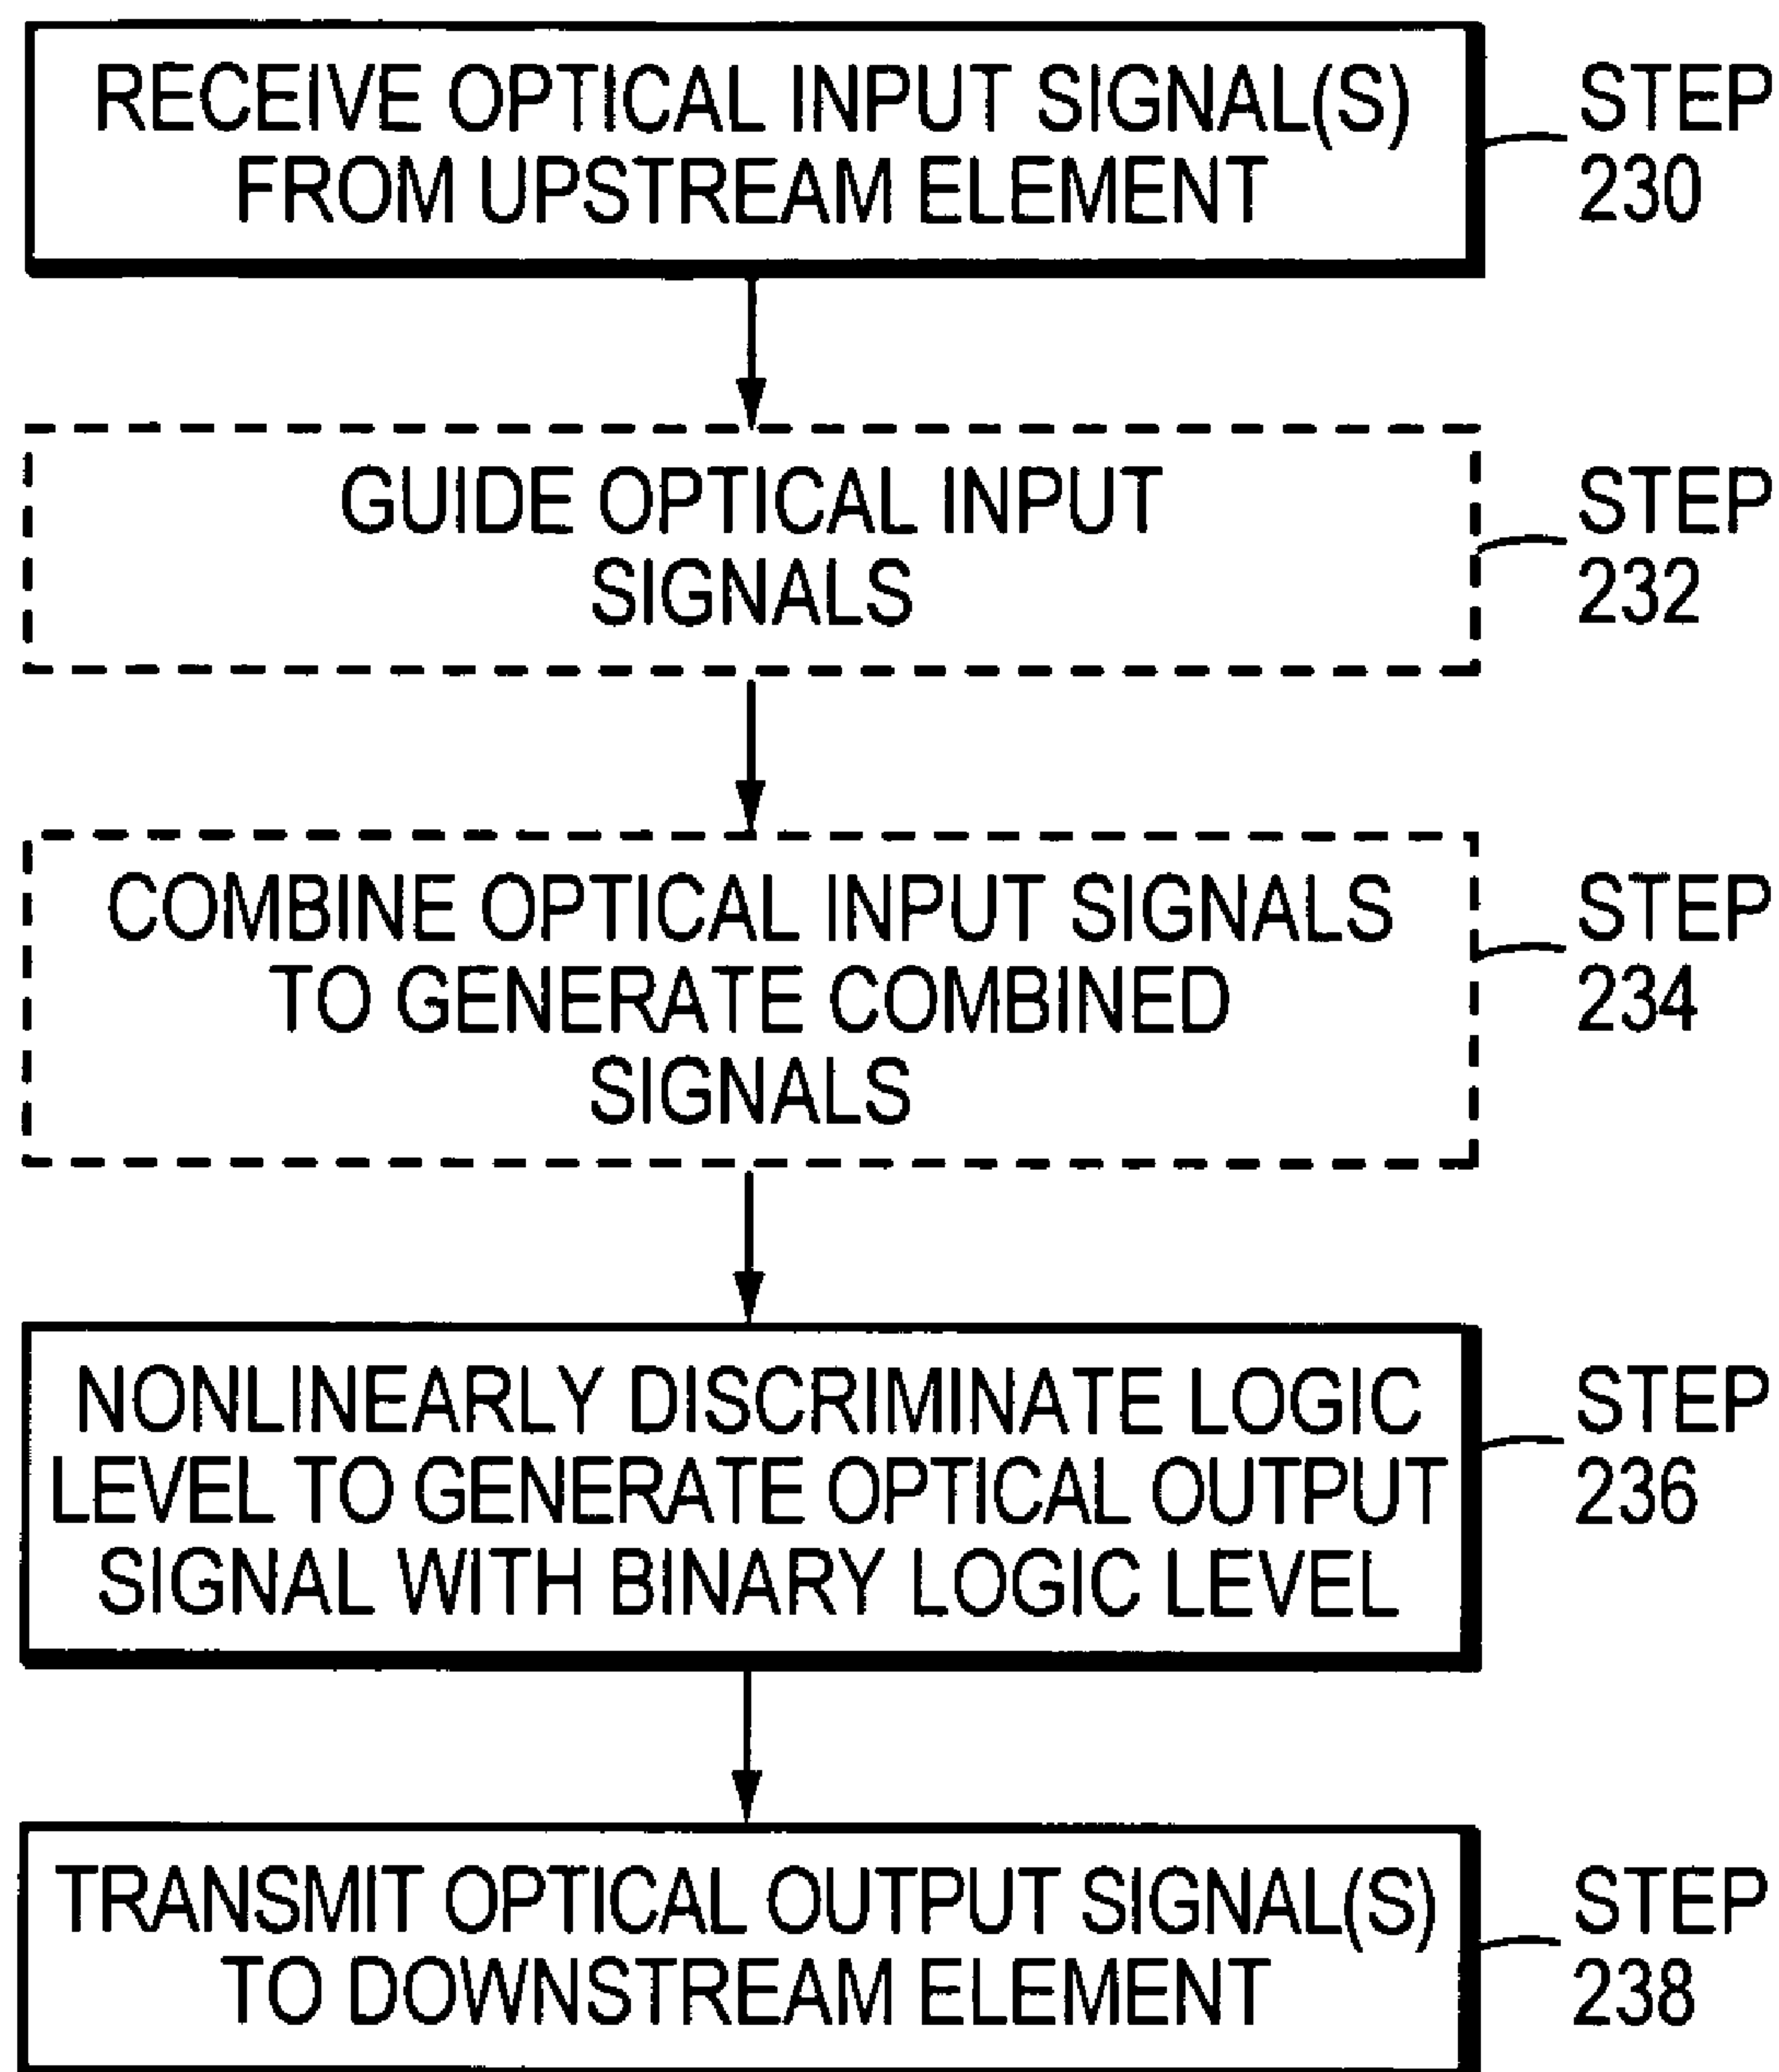 RECEIVE OPTICAL INPUT SIGNAL(S)
FROM UPSTREAM ELEMENT
STEP
230
GUIDE OPTICAL INPUT
SIGNALS
STEP
232
COMBINE OPTICAL INPUT SIGNALS
TO GENERATE COMBINED
SIGNALS
STEP
234
NONLINEARLY DISCRIMINATE LOGIC
LEVEL TO GENERATE OPTICAL OUTPUT
SIGNAL WITH BINARY LOGIC LEVEL
STEP
236
TRANSMIT OPTICAL OUTPUT SIGNAL(S)
TO DOWNSTREAM ELEMENT
STEP
238